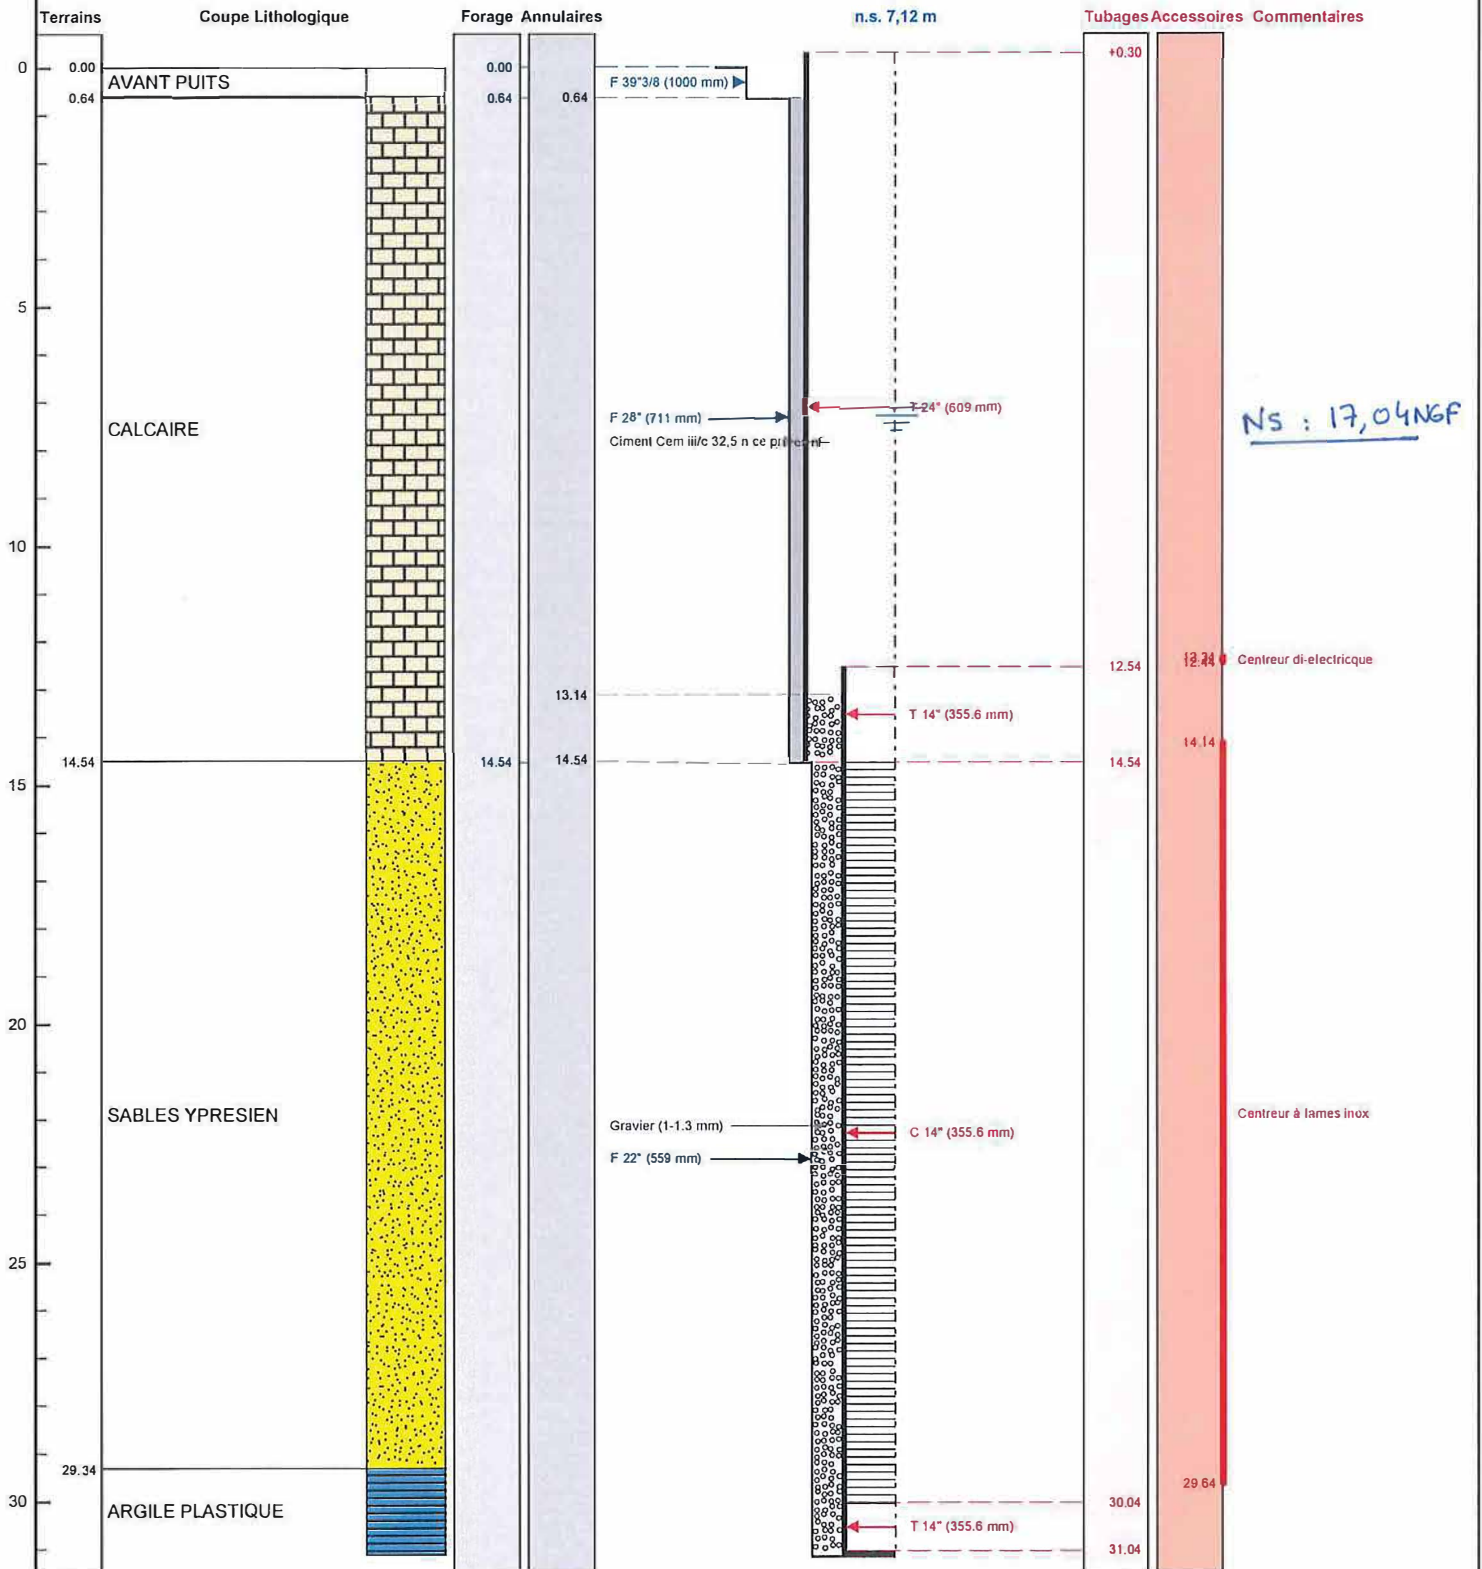 Terrains Coupe Lithologique Forage Annulaires n.s. 7,12 m Tubages Accessoires Commentaires
+0.30
0 0.00 0.00
AVANT PUITS F 39"3/8 (1000 mm)
0.64 0.64 0.64
5
T 24" (609 mm)
F 28" (711 mm)
NS : 17,04 NGF
CALCAIRE
Ciment Cem iii/c 32,5 n ce
10
Centreur di-electricque
12.54
13.14
T 14" (355.6 mm)
14.14
14.54 14.54 14.54 14.54
15
20
SABLES YPRESIEN Centreur à lames inox
Gravier (1-1.3 mm)
C 14" (355.6 mm)
F 22" (559 mm)
25
29.34
29.64
30 30.04
ARGILE PLASTIQUE
T 14" (355.6 mm)
31.04